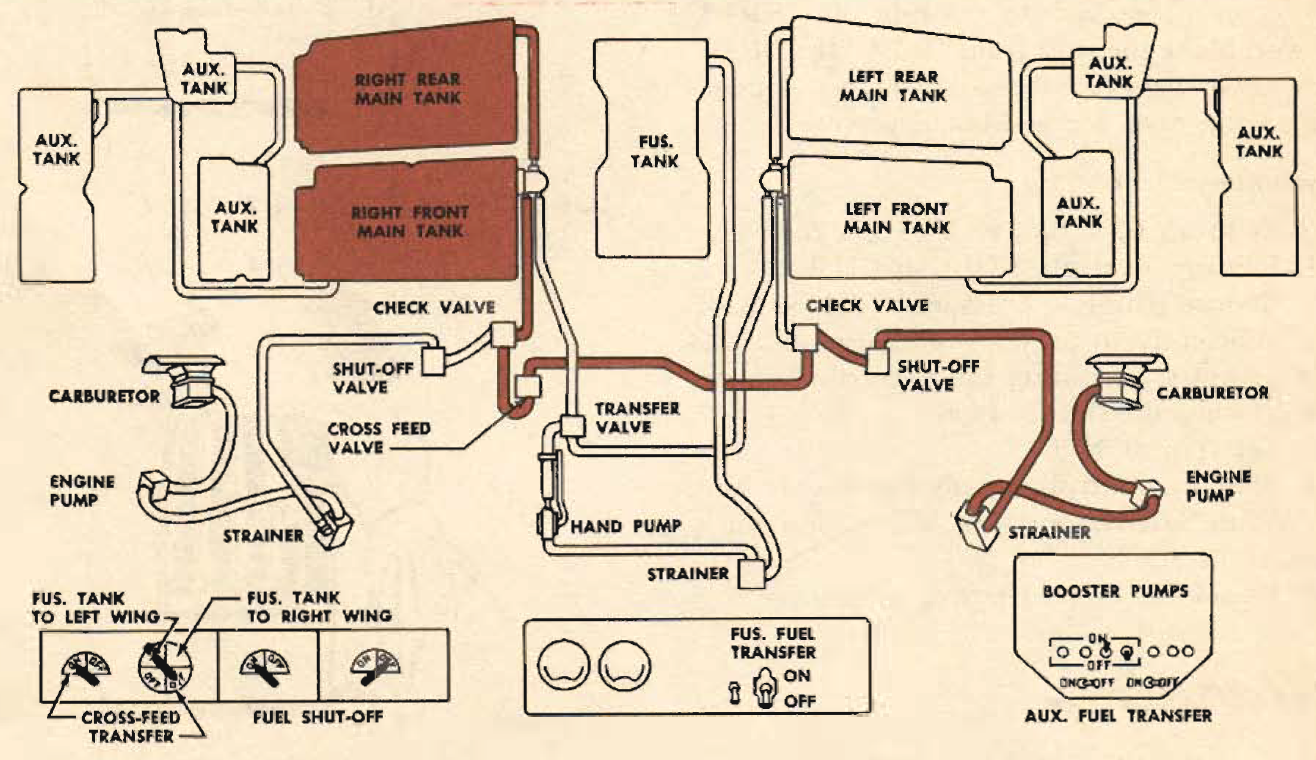 AUX.
TANK
AUX.
TANK
AUX.
TANK
RIGHT REAR
MAIN TANK
RIGHT FRONT
MAIN TANK
FUS.
TANK
LEFT REAR
MAIN TANK
LEFT FRONT
MAIN TANK
AUX.
TANK
AUX.
TANK
AUX.
TANK
CHECK VALVE
CHECK VALVE
SHUT-OFF
VALVE
SHUT-OFF
VALVE
CARBURETOR
CARBURETOR
CROSS FEED
VALVE
TRANSFER
VALVE
ENGINE
PUMP
ENGINE
PUMP
STRAINER
HAND PUMP
STRAINER
STRAINER
FUS. TANK
TO LEFT WING
FUS. TANK
TO RIGHT WING
ON OFF
OFF
ON OFF
ON OFF
CROSS-FEED
TRANSFER
FUEL SHUT-OFF
FUS. FUEL
TRANSFER
ON
OFF
BOOSTER PUMPS
ON
OFF
ON OFF ON OFF
AUX. FUEL TRANSFER